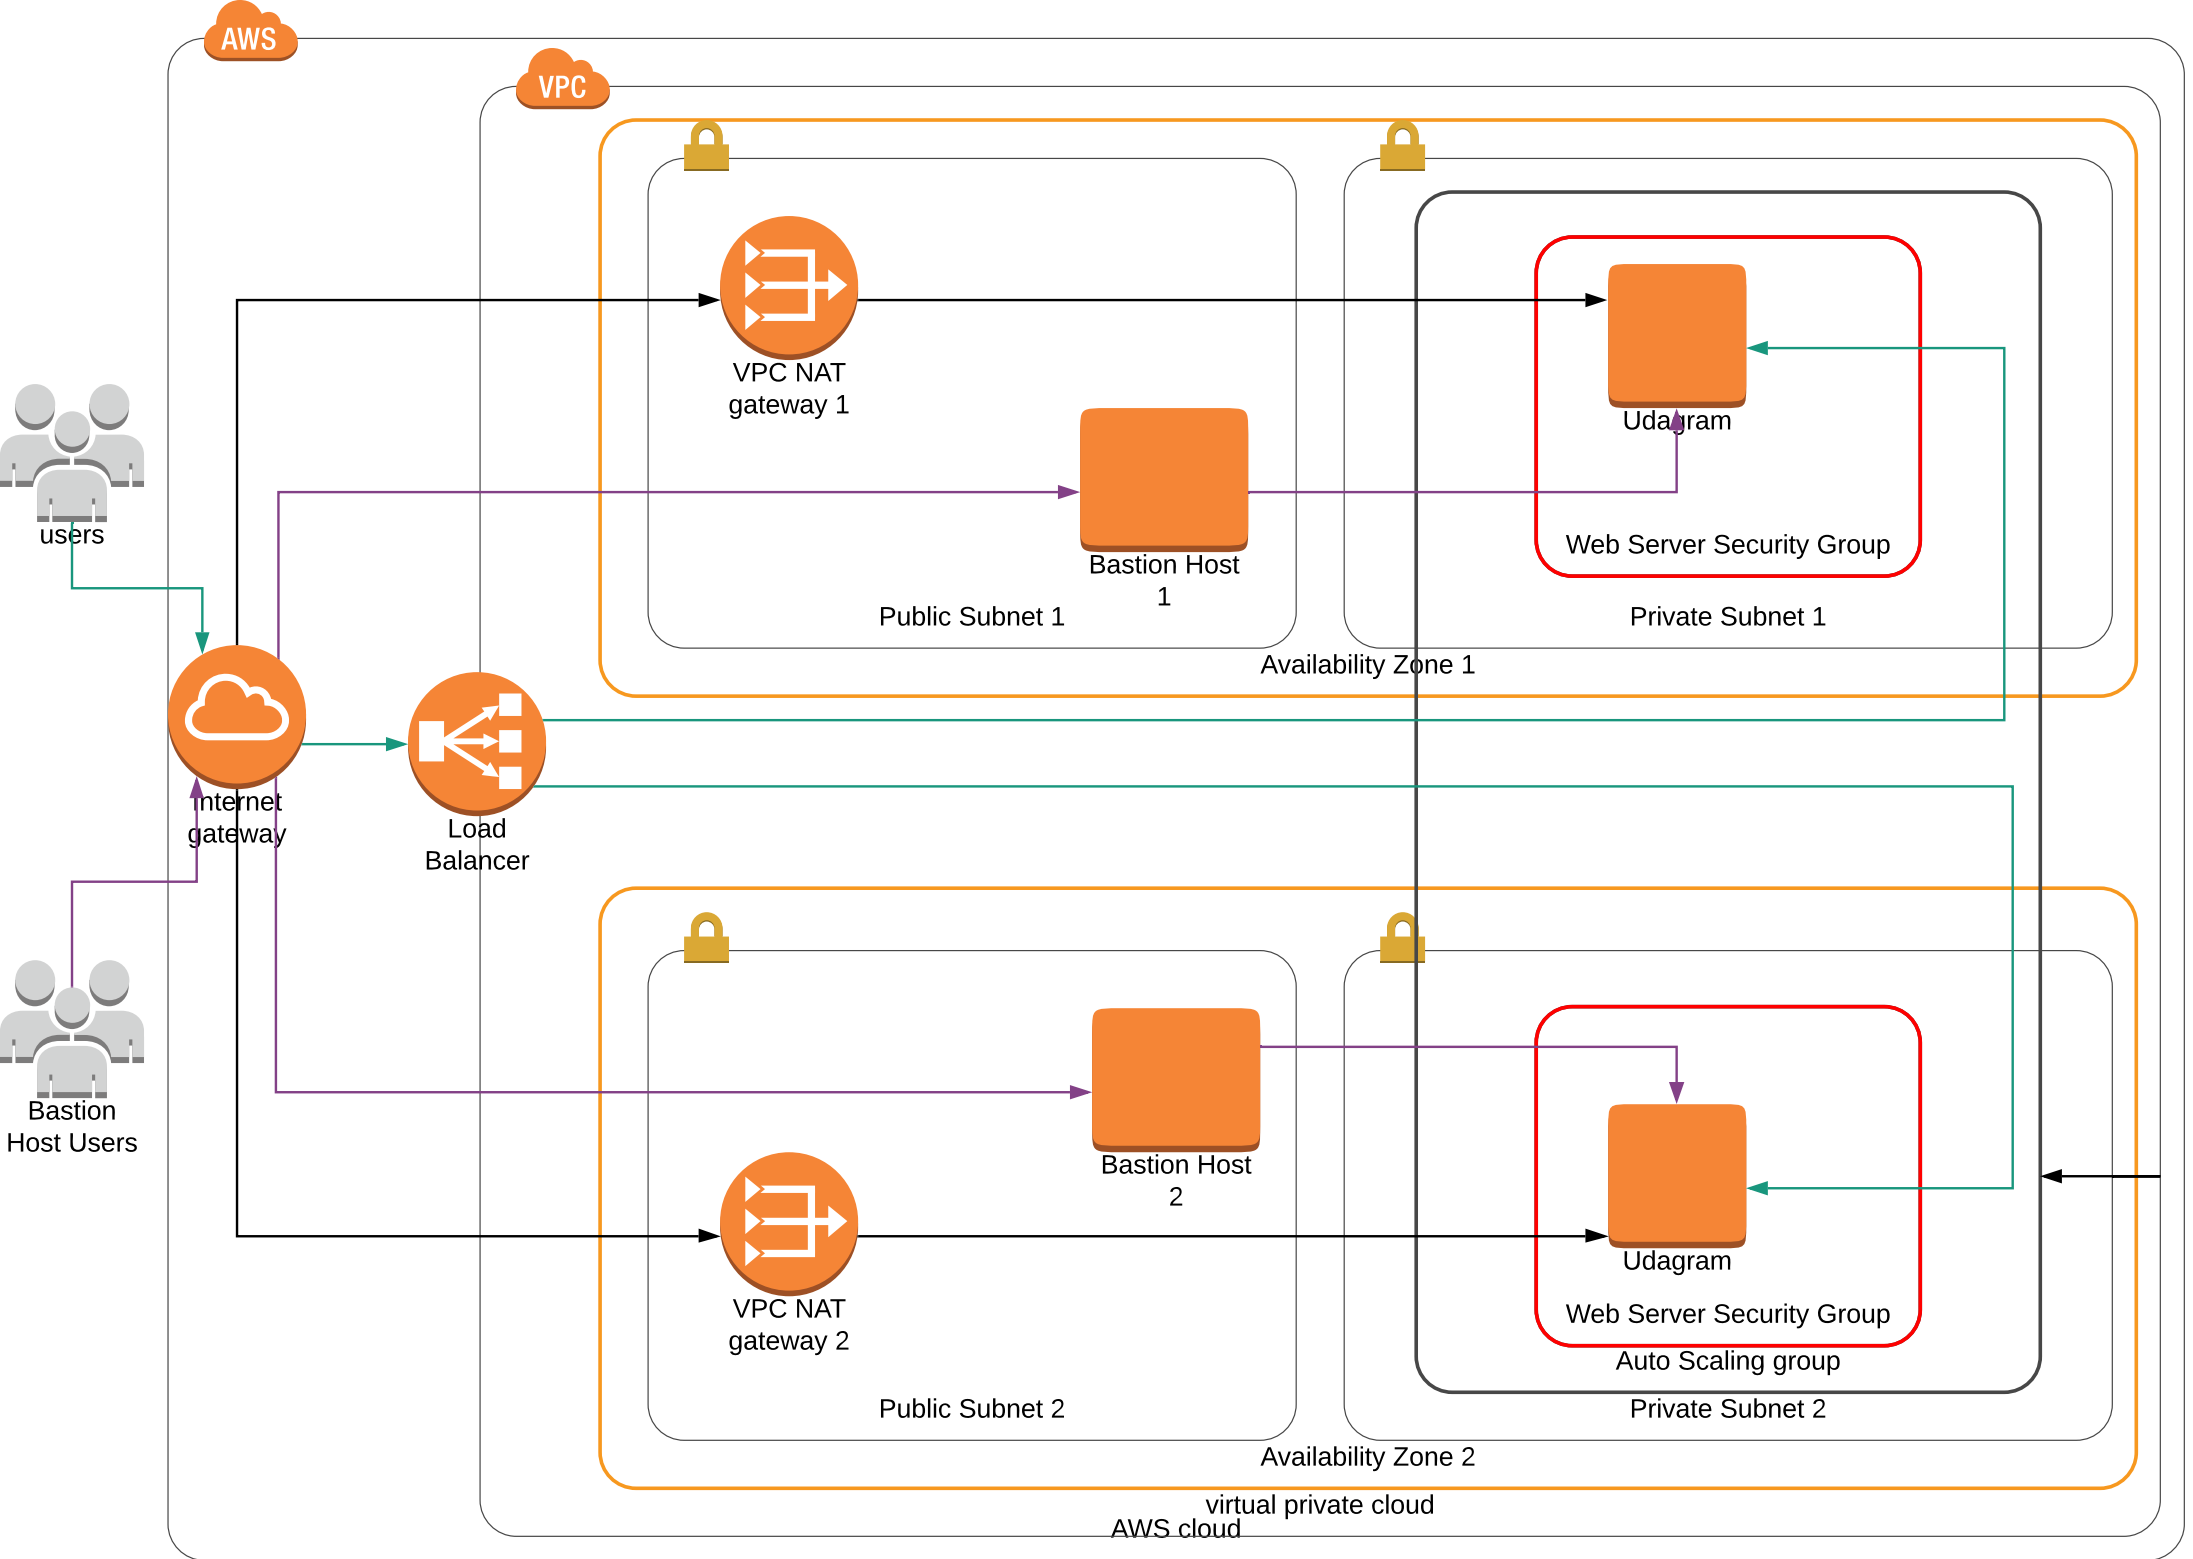 AWS
VPC
VPC NAT
gateway 1
Udagram
users
Web Server Security Group
Bastion Host
1
Public Subnet 1
Private Subnet 1
Availability Zone 1
Internet
gateway
Load
Balancer
Bastion
Host Users
Bastion Host
2
Udagram
VPC NAT
gateway 2
Web Server Security Group
Auto Scaling group
Public Subnet 2
Private Subnet 2
Availability Zone 2
virtual private cloud
AWS cloud